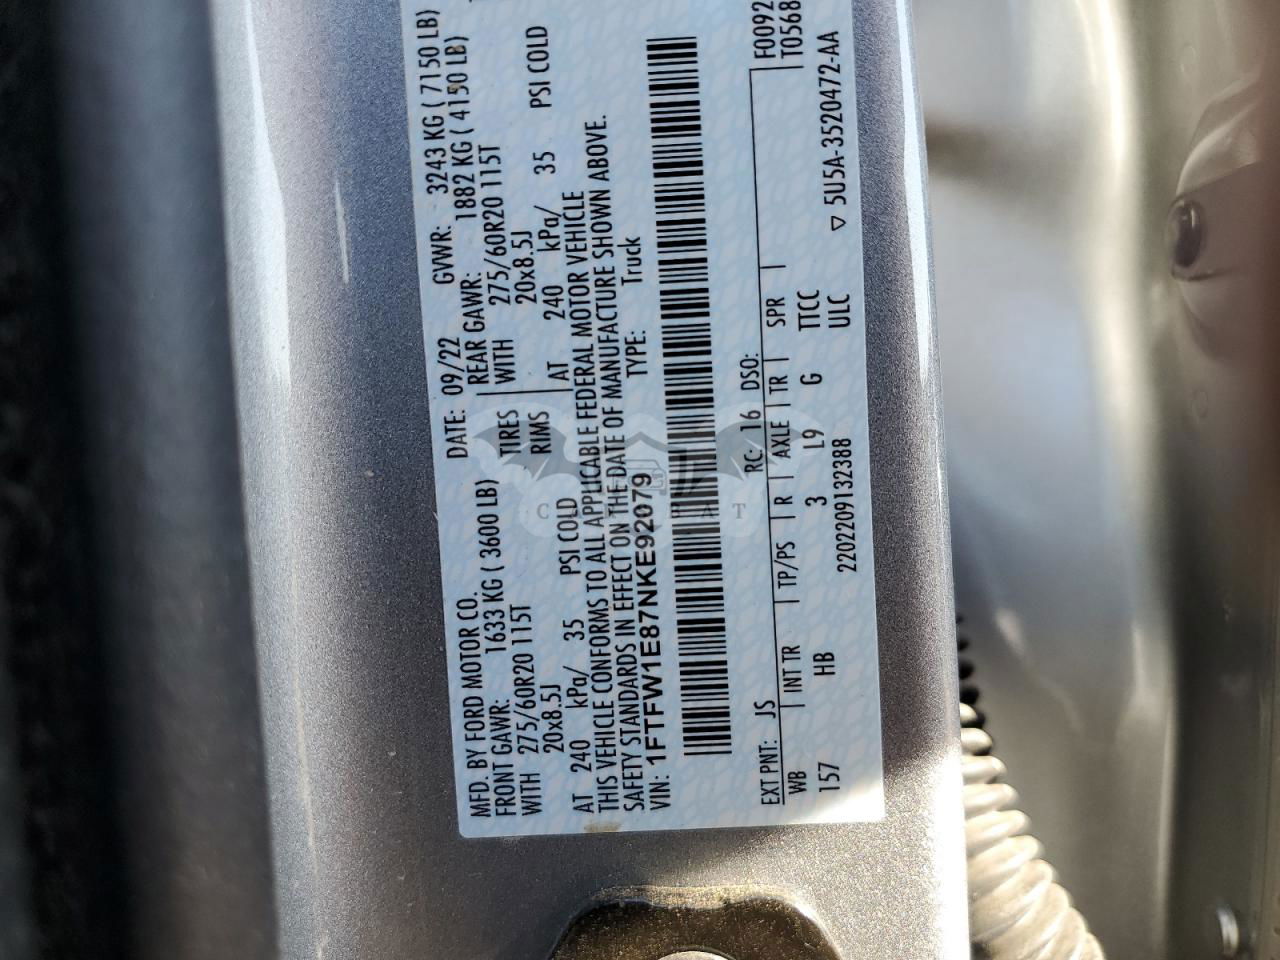 MFD. BY FORD MOTOR CO. DATE: 09/22 GVWR: 3243 KG ( 7150 LB)
FRONT GAWR: 1633 KG ( 3600 LB) REAR GAWR: 1882 KG ( 4150 LB)
WITH 275/60R20 115T TIRES WITH 275/60R20 115T
20x8.5J RIMS 20x8.5J
AT 240 kPa/ 35 PSI COLD AT 240 kPa/ 35 PSI COLD
THIS VEHICLE CONFORMS TO ALL APPLICABLE FEDERAL MOTOR VEHICLE
SAFETY STANDARDS IN EFFECT ON THE DATE OF MANUFACTURE SHOWN ABOVE.
VIN: 1FTFW1E87NKE92079 TYPE: Truck
EXT PNT: JS RC: 16 DSO: F0092
WB INT TR TP/PS R AXLE TR SPR T0568
157 HB 3 L9 G TTCC
2202209132388 ULC ▽ 5U5A-3520472-AA